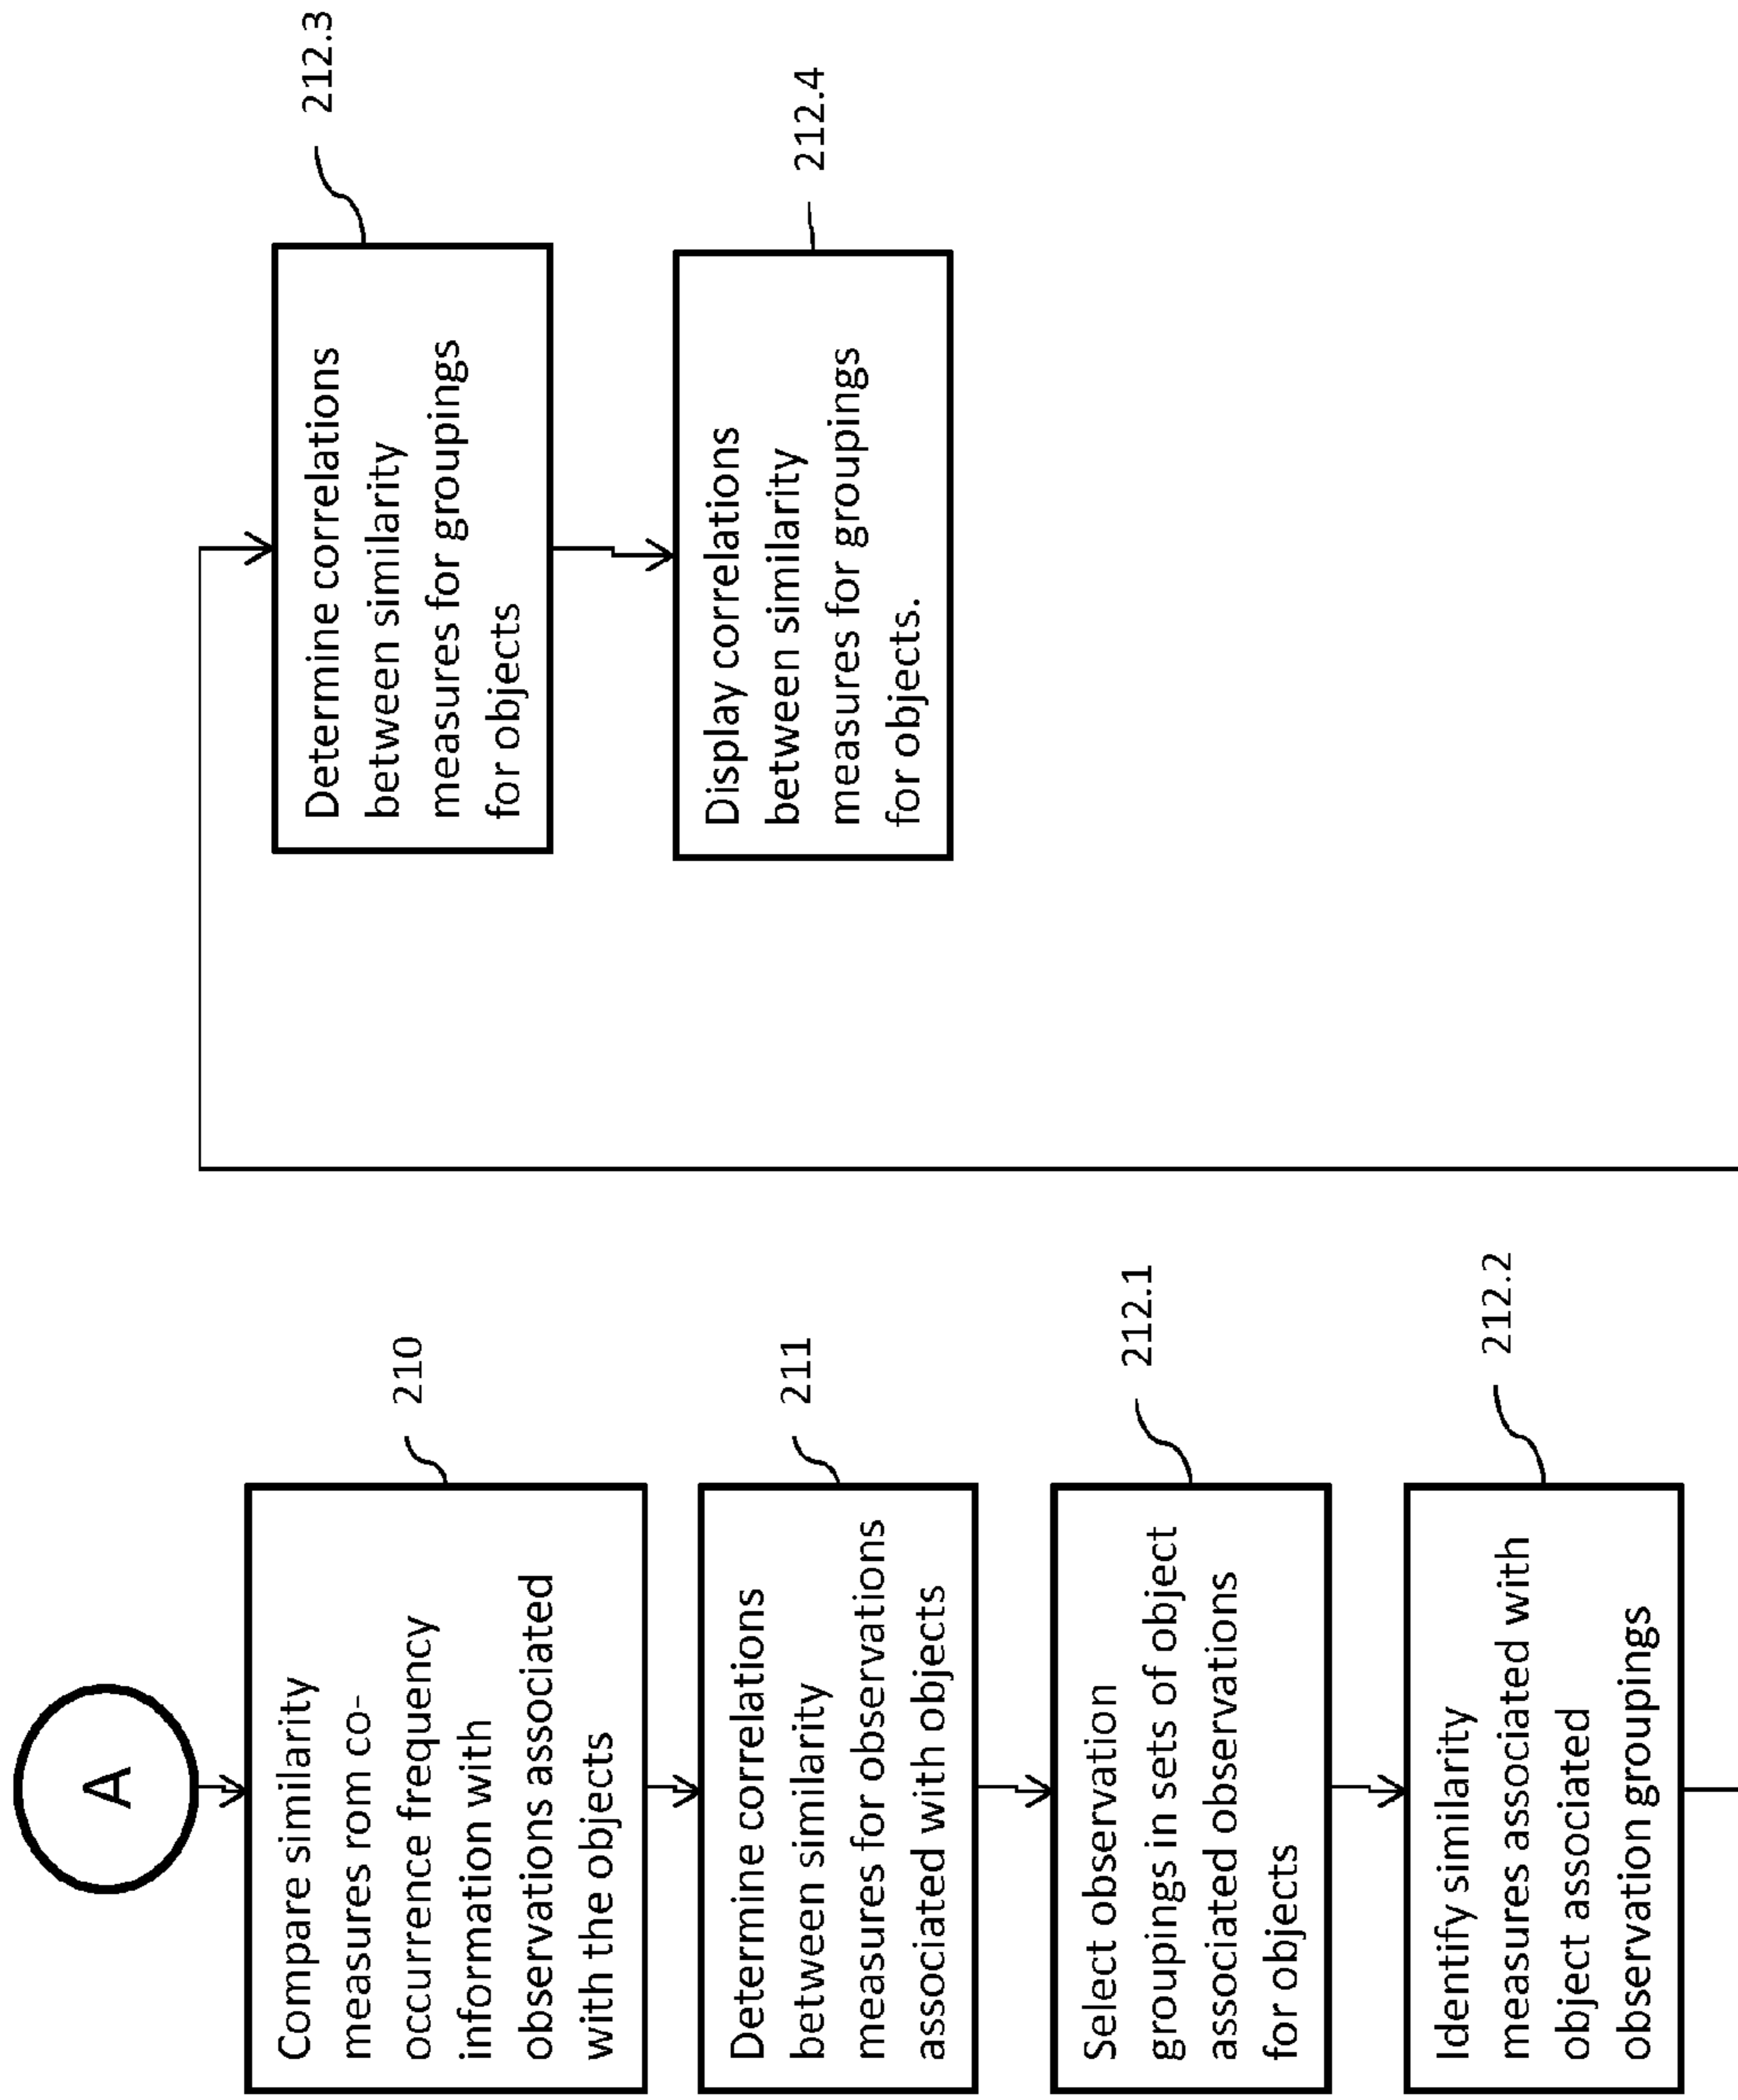 A
Compare similarity
measures rom co-
occurrence frequency
information with
observations associated
with the objects
210
Determine correlations
between similarity
measures for observations
associated with objects
211
Select observation
groupings in sets of object
associated observations
for objects
212.1
Identify similarity
measures associated with
object associated
observation groupings
212.2
Determine correlations
between similarity
measures for groupings
for objects
212.3
Display correlations
between similarity
measures for groupings
for objects.
212.4